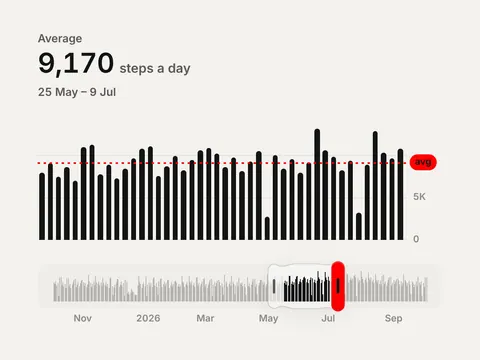 Average
9,170 steps a day
25 May – 9 Jul
avg
5K
0
Nov 2026 Mar May Jul Sep